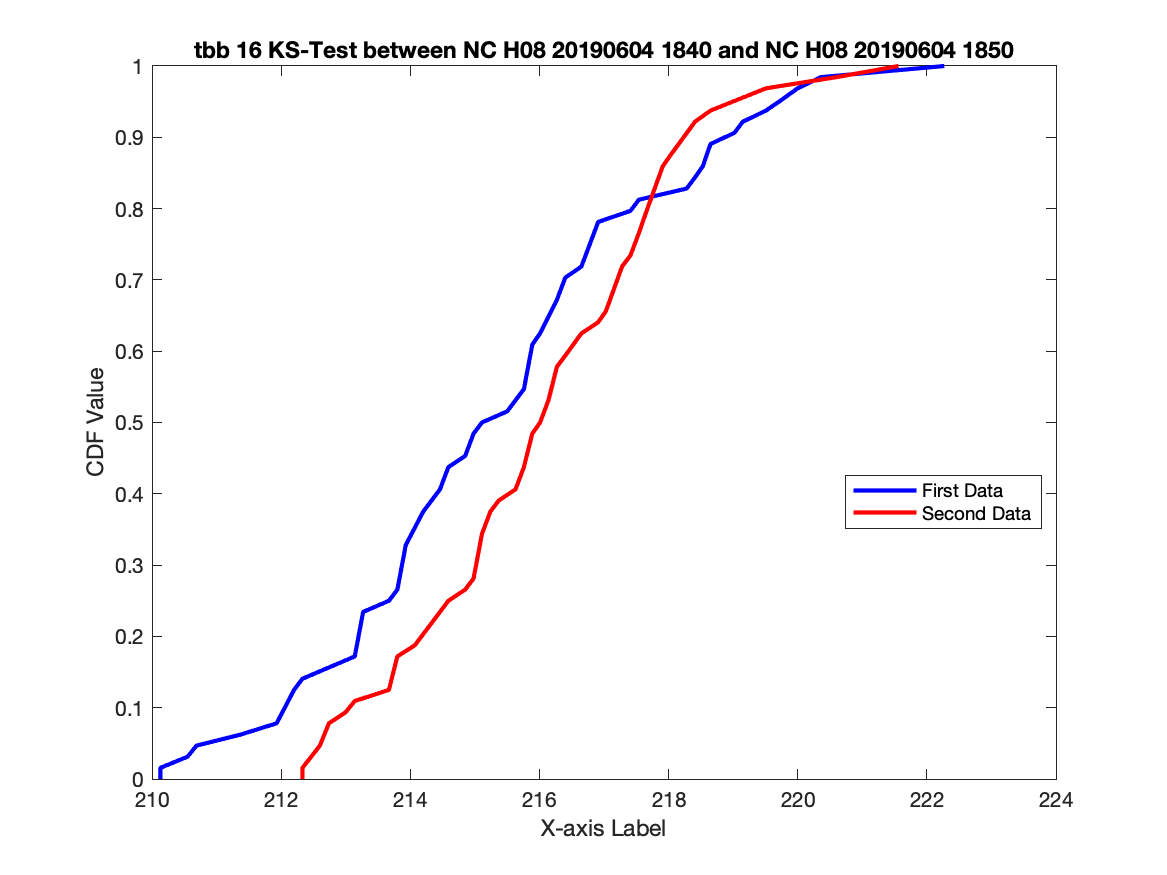 tbb 16 KS-Test between NC H08 20190604 1840 and NC H08 20190604 1850
1
0.9
0.8
0.7
0.6
0.5
0.4
0.3
0.2
0.1
0
CDF Value
First Data
Second Data
210 212 214 216 218 220 222 224
X-axis Label